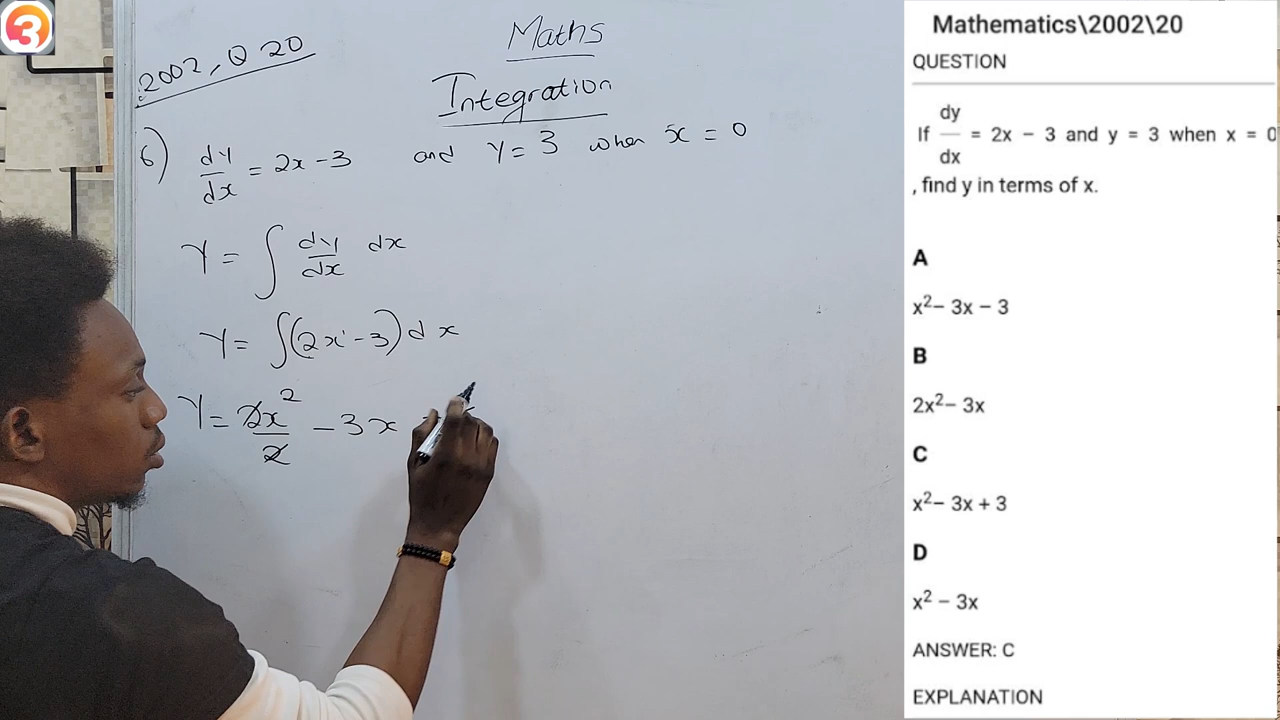 3
2002, Q 20
Maths
Integration
6) dy/dx = 2x - 3 and y = 3 when x = 0
Y = ∫ dy/dx dx
Y = ∫(2x - 3) dx
Y = 2x²/2 - 3x
Mathematics\2002\20
QUESTION
If dy/dx = 2x − 3 and y = 3 when x = 0
, find y in terms of x.
A
x²− 3x − 3
B
2x²− 3x
C
x²− 3x + 3
D
x² − 3x
ANSWER: C
EXPLANATION